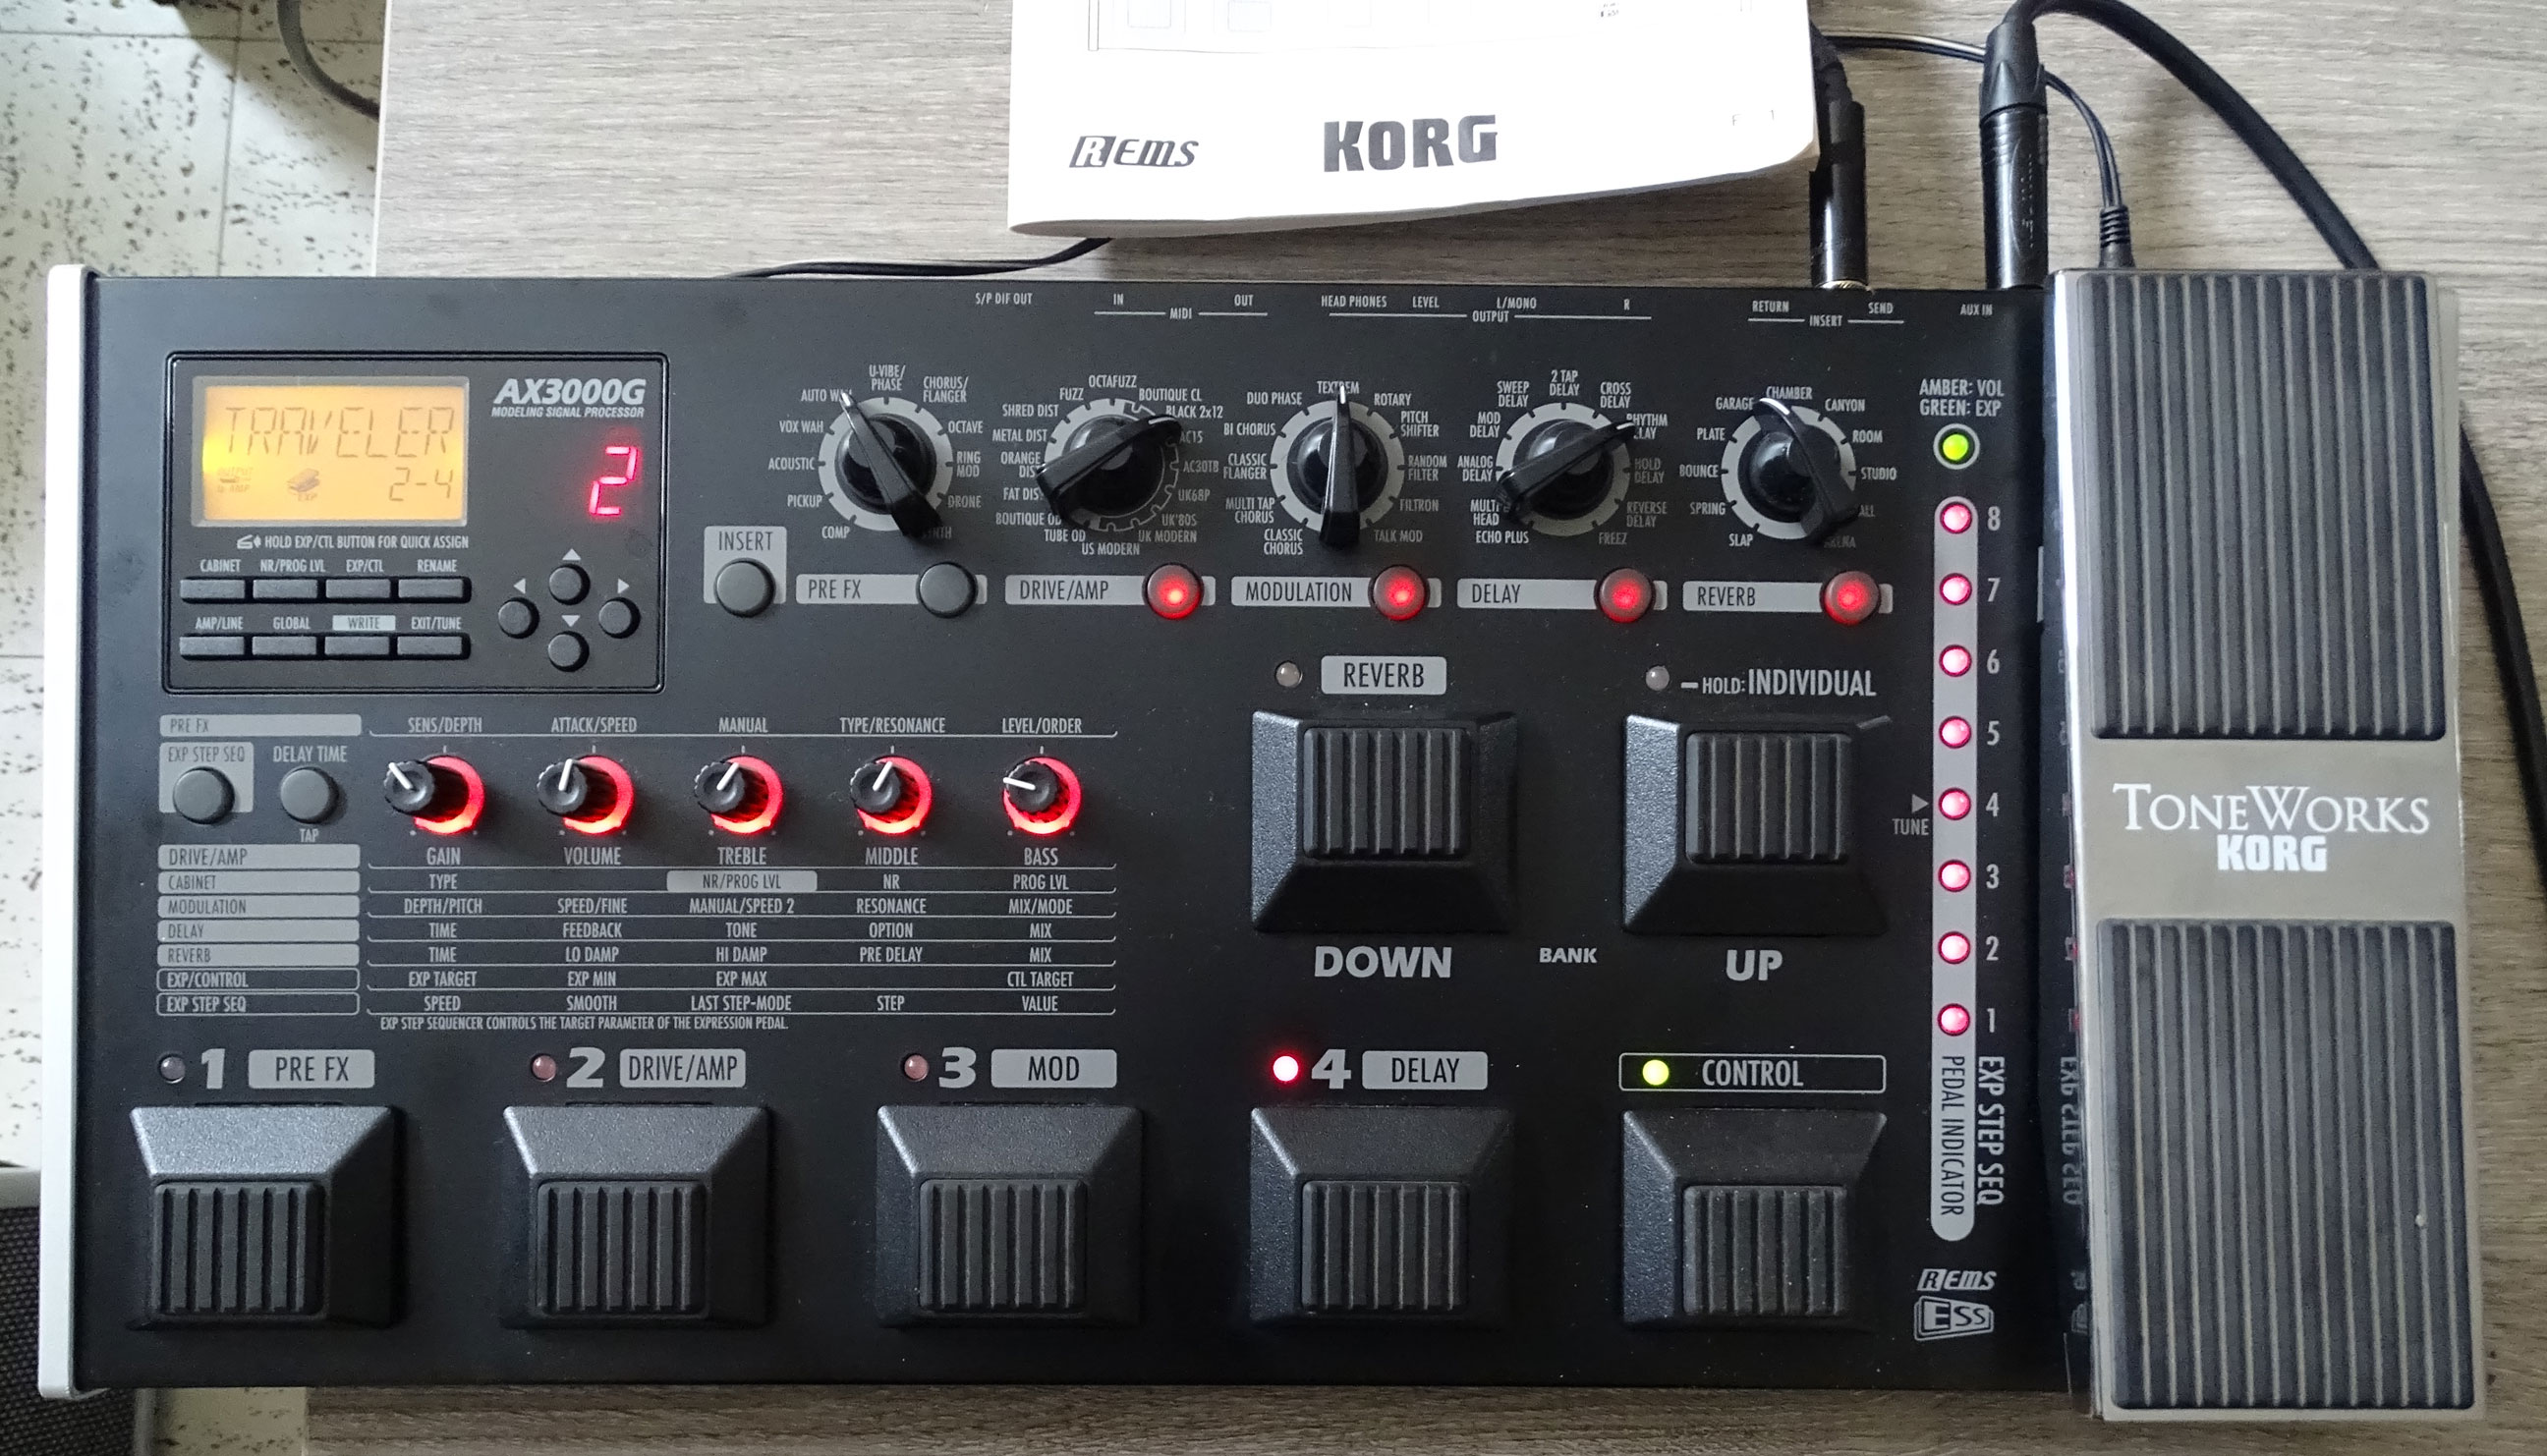 REMS
KORG
S/P DIF OUT
IN
OUT
MIDI
HEAD PHONES
LEVEL
L/MONO
R
OUTPUT
RETURN
SEND
INSERT
AUX IN
TRAVELER
2-4
EXP
AX3000G
MODELING SIGNAL PROCESSOR
2
HOLD EXP/CTL BUTTON FOR QUICK ASSIGN
CABINET
NR/PROG LVL
EXP/CTL
RENAME
AMP/LINE
GLOBAL
WRITE
EXIT/TUNE
INSERT
COMP
PICKUP
ACOUSTIC
VOX WAH
AUTO
U-VIBE/
PHASE
CHORUS/
FLANGER
OCTAVE
RING
MOD
DRONE
PRE FX
TUBE OD
BOUTIQUE OD
FAT DIS
ORANGE
DIS
METAL DIST
SHRED DIST
FUZZ
OCTAFUZZ
BOUTIQUE CL
BLACK 2x12
AC15
AC30TB
UK68P
UK'80S
UK MODERN
US MODERN
DRIVE/AMP
CLASSIC
CHORUS
MULTI TAP
CHORUS
CLASSIC
FLANGER
BI CHORUS
DUO PHASE
TEXTREM
ROTARY
PITCH
SHIFTER
RANDOM
FILTER
FILTRON
TALK MOD
MODULATION
ECHO PLUS
MULTI
HEAD
ANALOG
DELAY
MOD
DELAY
SWEEP
DELAY
2 TAP
DELAY
CROSS
DELAY
RHYTHM
DELAY
HOLD
DELAY
REVERSE
DELAY
FREEZ
DELAY
SLAP
SPRING
BOUNCE
PLATE
GARAGE
CHAMBER
CANYON
ROOM
STUDIO
REVERB
AMBER: VOL
GREEN: EXP
8
7
6
5
4
TUNE
3
2
1
PEDAL INDICATOR
EXP STEP SEQ
REVERB
HOLD: INDIVIDUAL
DOWN
BANK
UP
PRE FX
SENS/DEPTH
ATTACK/SPEED
MANUAL
TYPE/RESONANCE
LEVEL/ORDER
EXP STEP SEQ
DELAY TIME
TAP
DRIVE/AMP
GAIN
VOLUME
TREBLE
MIDDLE
BASS
CABINET
TYPE
NR/PROG LVL
NR
PROG LVL
MODULATION
DEPTH/PITCH
SPEED/FINE
MANUAL/SPEED 2
RESONANCE
MIX/MODE
DELAY
TIME
FEEDBACK
TONE
OPTION
MIX
REVERB
TIME
LO DAMP
HI DAMP
PRE DELAY
MIX
EXP/CONTROL
EXP TARGET
EXP MIN
EXP MAX
CTL TARGET
EXP STEP SEQ
SPEED
SMOOTH
LAST STEP-MODE
STEP
VALUE
EXP STEP SEQUENCER CONTROLS THE TARGET PARAMETER OF THE EXPRESSION PEDAL.
1 PRE FX
2 DRIVE/AMP
3 MOD
4 DELAY
CONTROL
REMS
ESS
TONEWORKS
KORG